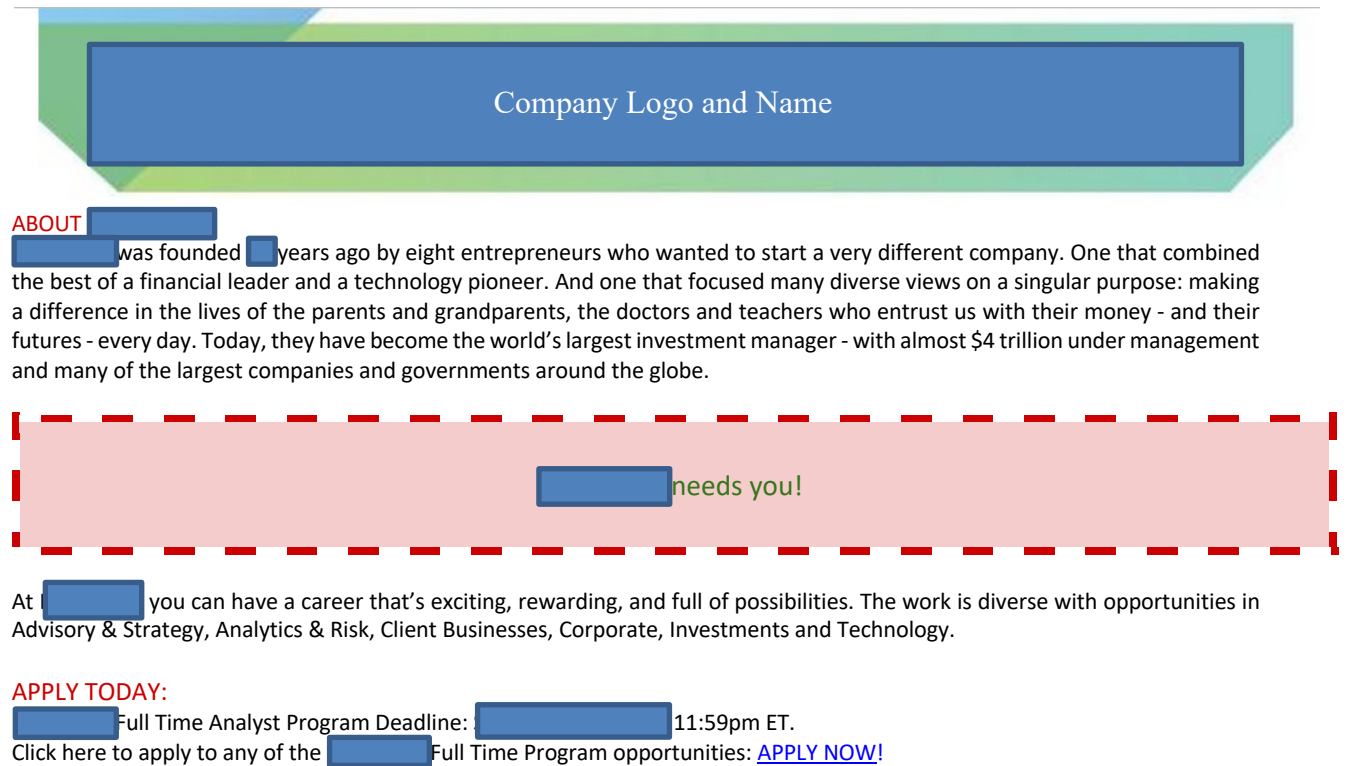 Company Logo and Name
ABOUT
was founded years ago by eight entrepreneurs who wanted to start a very different company. One that combined
the best of a financial leader and a technology pioneer. And one that focused many diverse views on a singular purpose: making
a difference in the lives of the parents and grandparents, the doctors and teachers who entrust us with their money - and their
futures - every day. Today, they have become the world’s largest investment manager - with almost $4 trillion under management
and many of the largest companies and governments around the globe.
needs you!
At you can have a career that’s exciting, rewarding, and full of possibilities. The work is diverse with opportunities in
Advisory & Strategy, Analytics & Risk, Client Businesses, Corporate, Investments and Technology.
APPLY TODAY:
Full Time Analyst Program Deadline: 11:59pm ET.
Click here to apply to any of the Full Time Program opportunities: APPLY NOW!